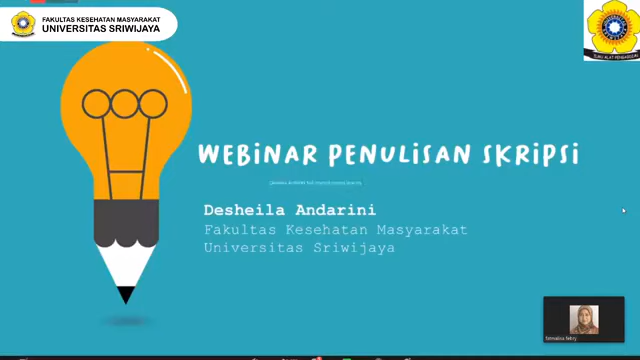 FAKULTAS KESEHATAN MASYARAKAT
UNIVERSITAS SRIWIJAYA
WEBINAR PENULISAN SKRIPSI
Desheila Andarini
Fakultas Kesehatan Masyarakat
Universitas Sriwijaya